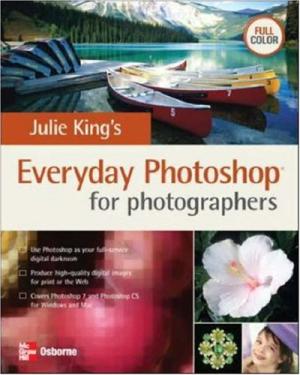 FULL
COLOR
Julie King's
Everyday Photoshop®
for photographers
Use Photoshop as your full-service
digital darkroom
Produce high-quality digital images
for print or the Web
Covers Photoshop 7 and Photoshop CS
for Windows and Mac
Mc
Graw
Hill
Osborne